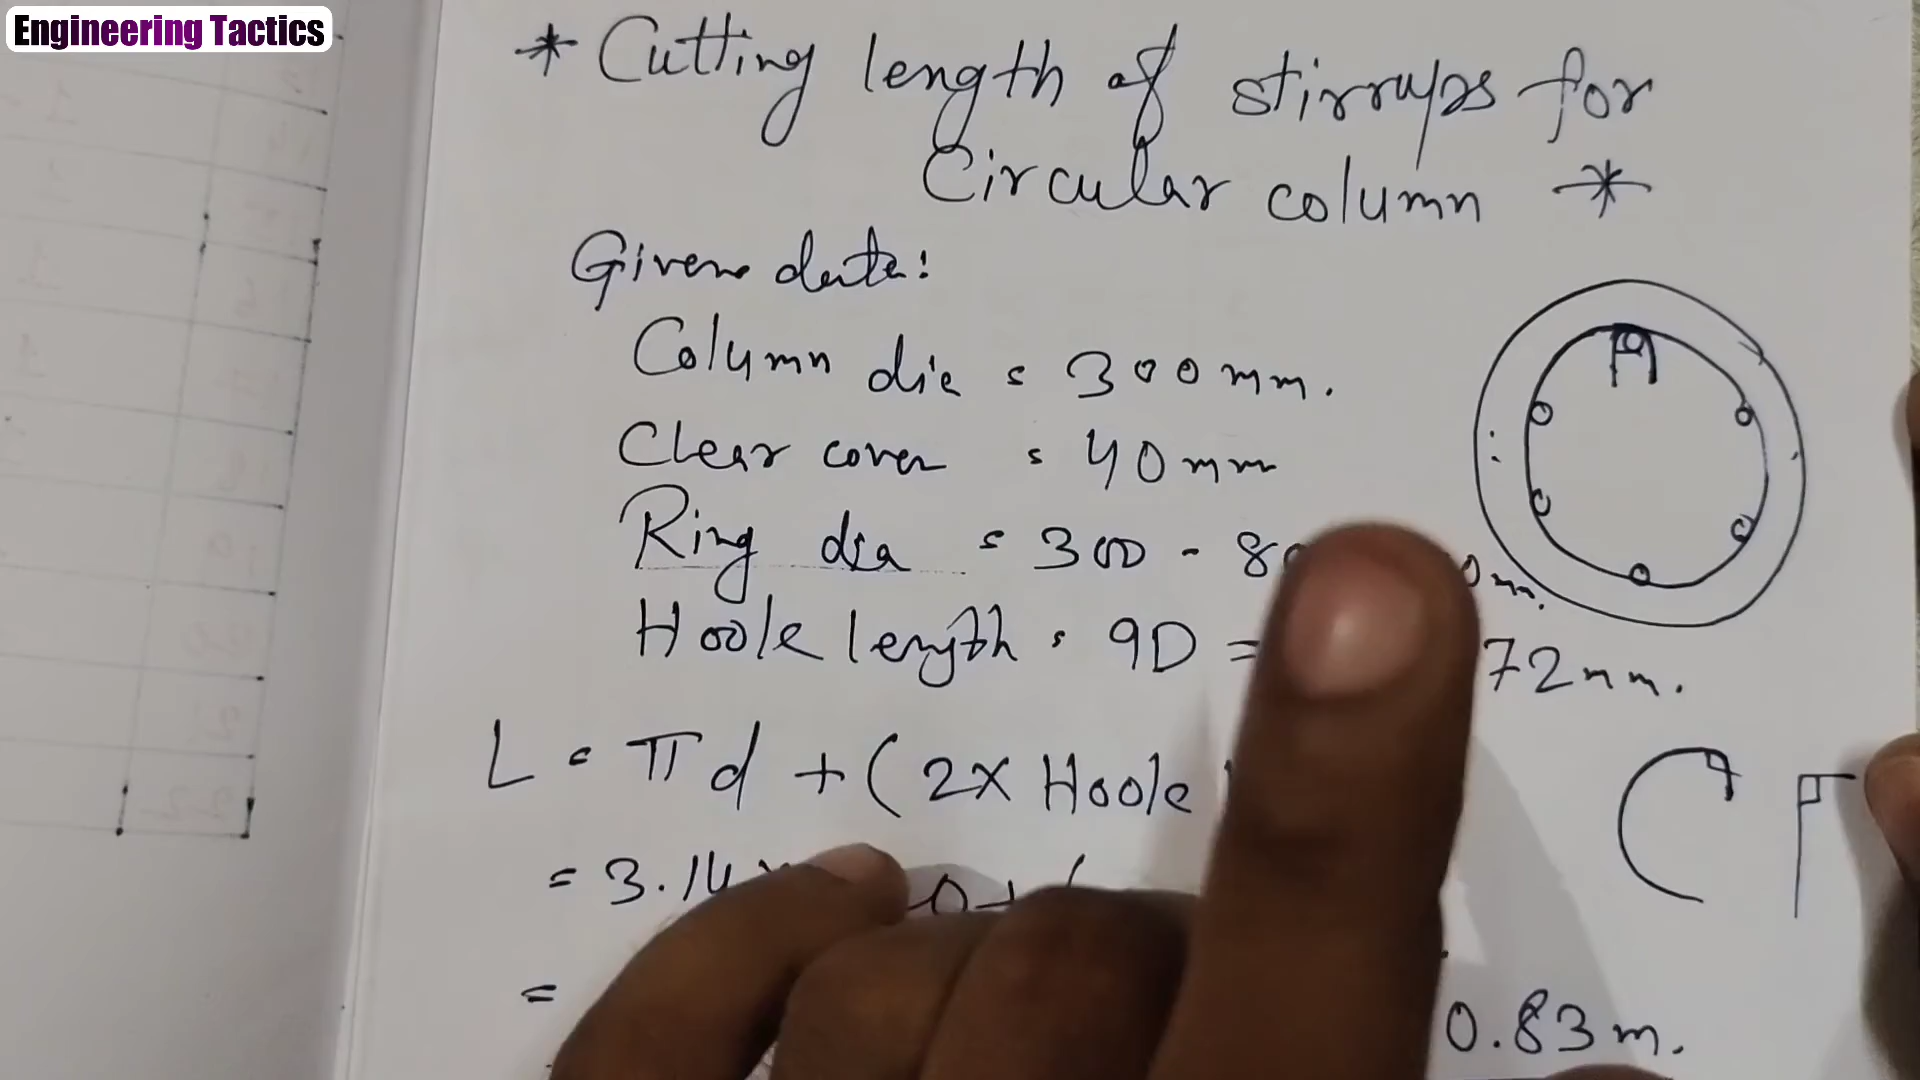 Engineering Tactics
* Cutting length of stirrups for
Circular column *
Given data:
Column dia = 300mm.
Clear cover = 40mm
Ring dia = 300 - 80mm.
Hook length = 9D = 72mm.
L = πd + (2x Hook
= 3.14
=
0.83m.